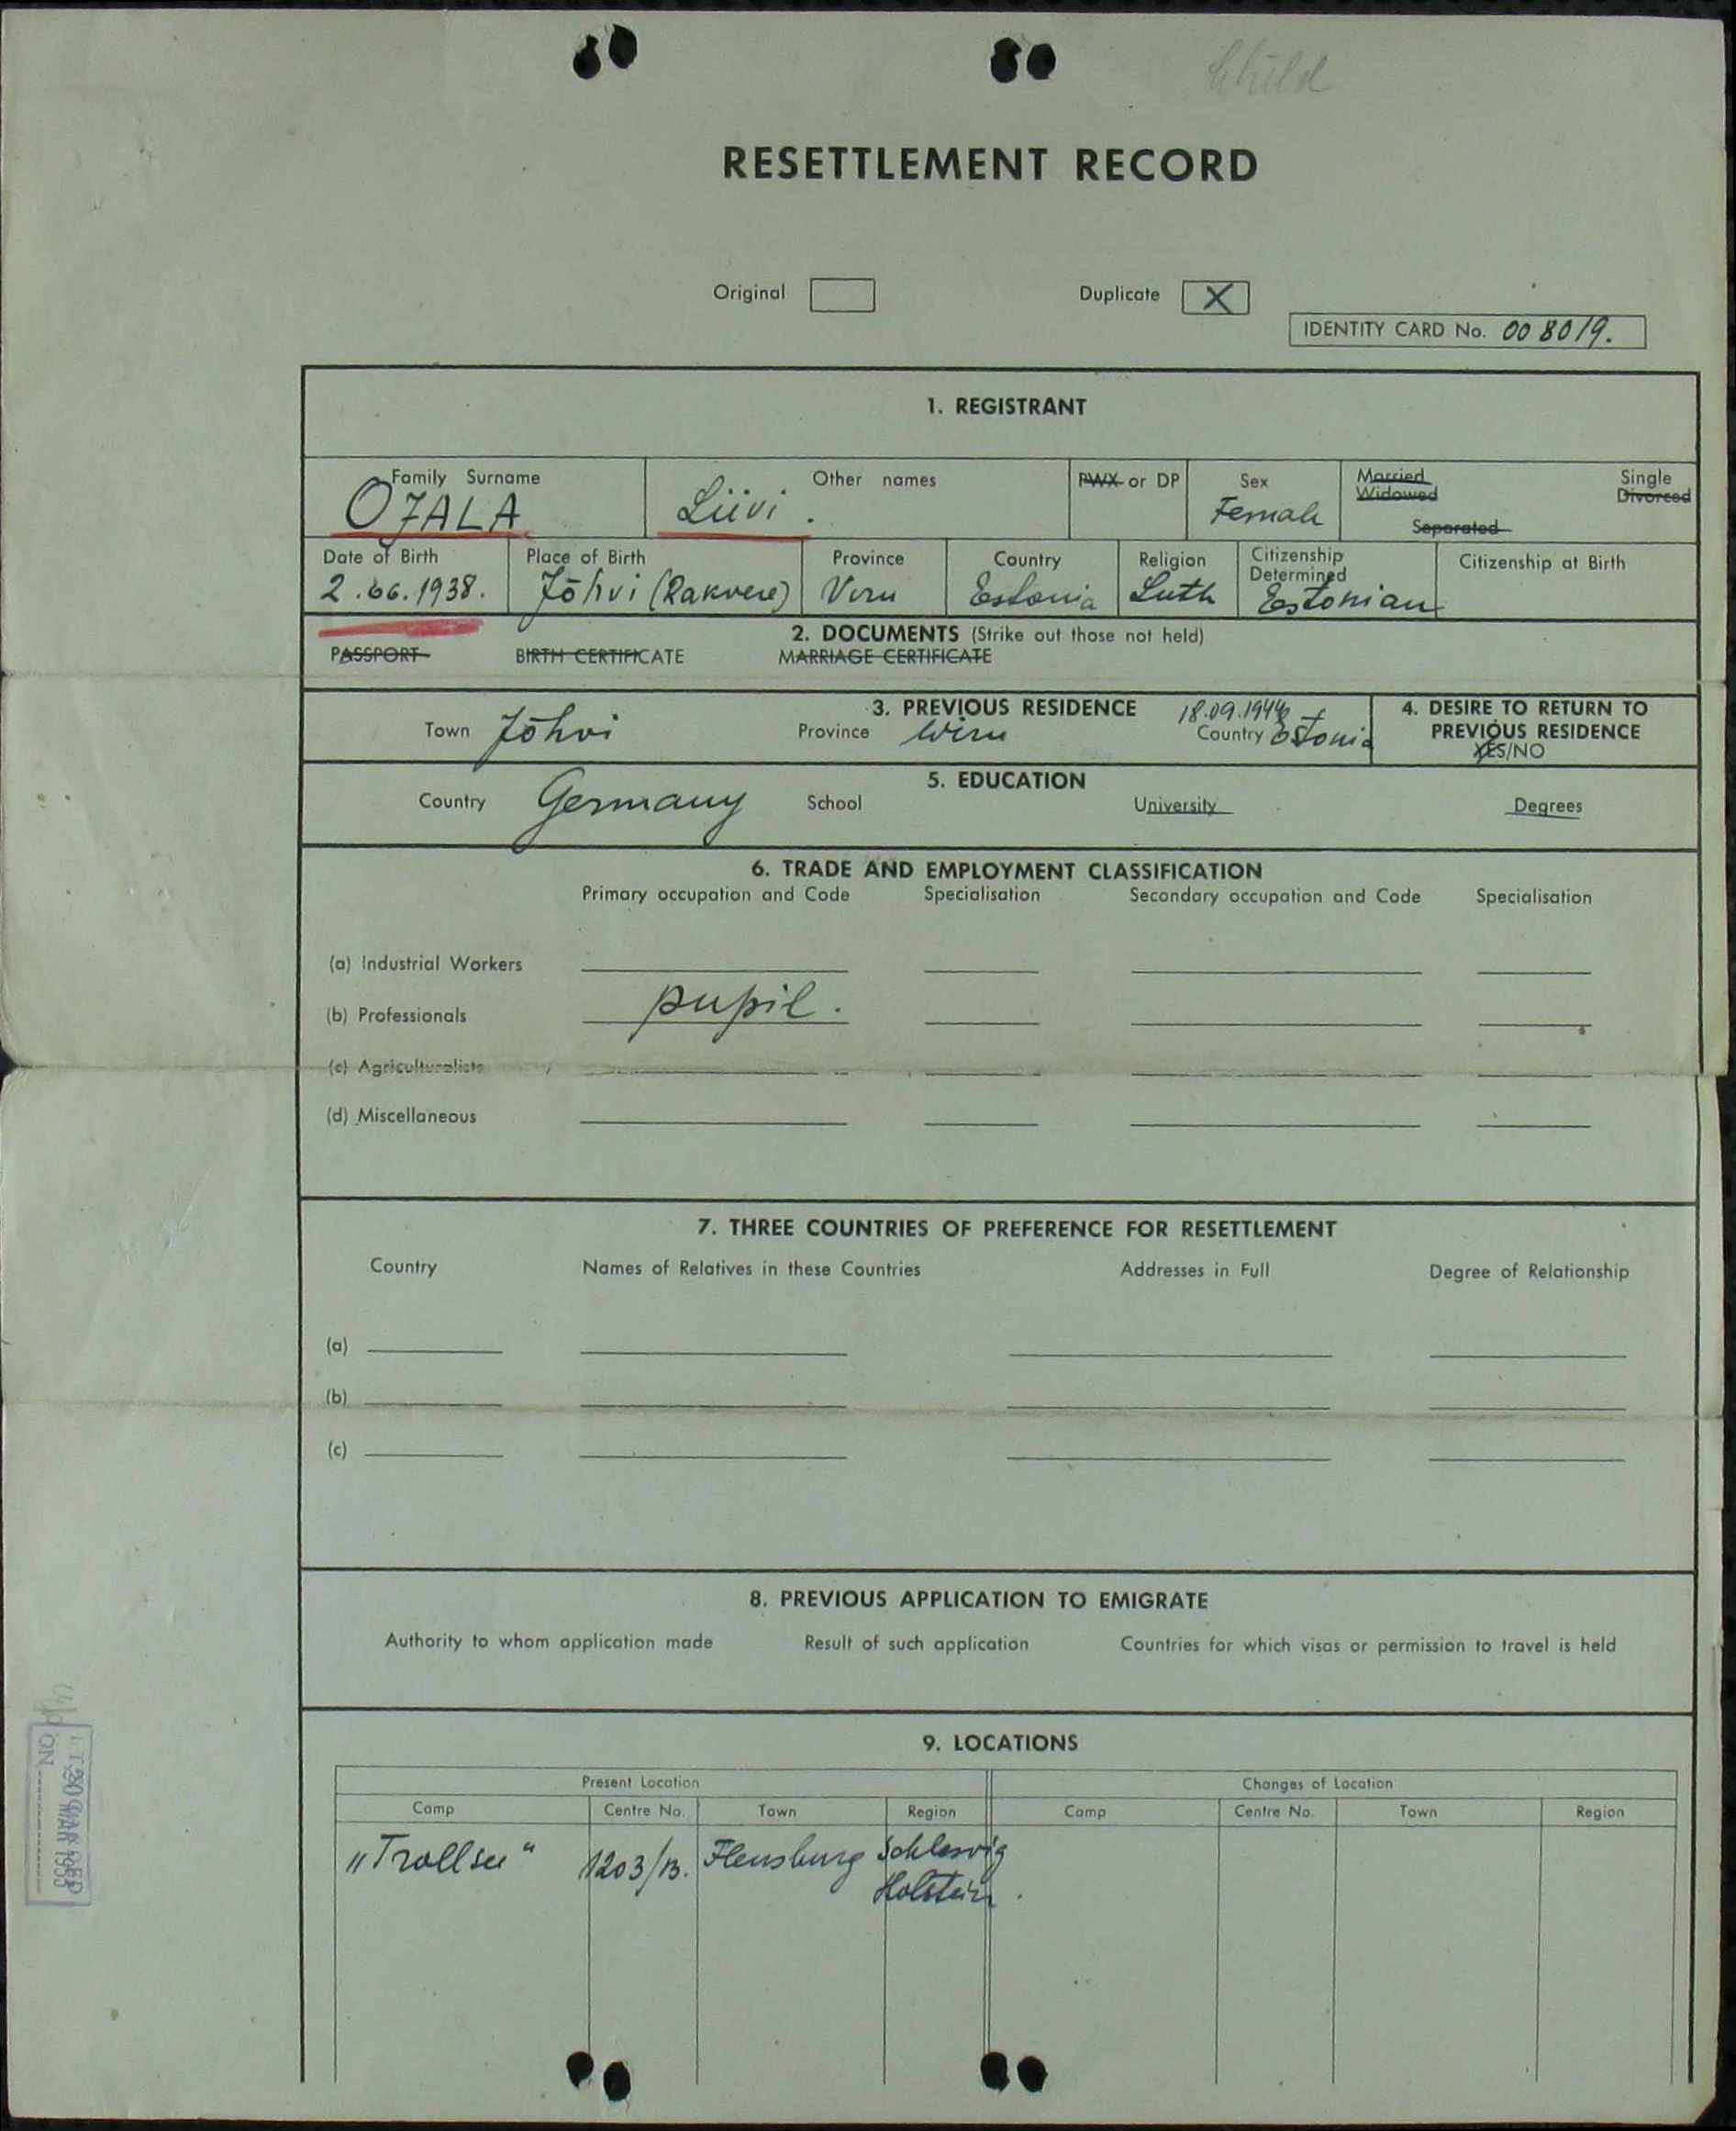 Child
RESETTLEMENT RECORD
Original Duplicate X
IDENTITY CARD No. 008019.
1. REGISTRANT
Family Surname Other names PWX or DP Sex Married Single
Widowed Divorced
OJALA Liivi. Female Separated
Date of Birth Place of Birth Province Country Religion Citizenship Determined Citizenship at Birth
2.06.1938. Jõhvi (Rakvere) Viru Estonia Luth Estonian
2. DOCUMENTS (Strike out those not held)
PASSPORT BIRTH CERTIFICATE MARRIAGE CERTIFICATE
3. PREVIOUS RESIDENCE 18.09.1944 4. DESIRE TO RETURN TO
Town Jõhvi Province Wiru Country Estonia PREVIOUS RESIDENCE
YES/NO
5. EDUCATION
Country Germany School University Degrees
6. TRADE AND EMPLOYMENT CLASSIFICATION
Primary occupation and Code Specialisation Secondary occupation and Code Specialisation
(a) Industrial Workers
(b) Professionals pupil.
(c) Agriculturalists
(d) Miscellaneous
7. THREE COUNTRIES OF PREFERENCE FOR RESETTLEMENT
Country Names of Relatives in these Countries Addresses in Full Degree of Relationship
(a)
(b)
(c)
8. PREVIOUS APPLICATION TO EMIGRATE
Authority to whom application made Result of such application Countries for which visas or permission to travel is held
9. LOCATIONS
Present Location Changes of Location
Camp Centre No. Town Region Camp Centre No. Town Region
„Trollsee“ 1203/B. Flensburg Schleswig
Holstein.
ON
20 MAR 1955